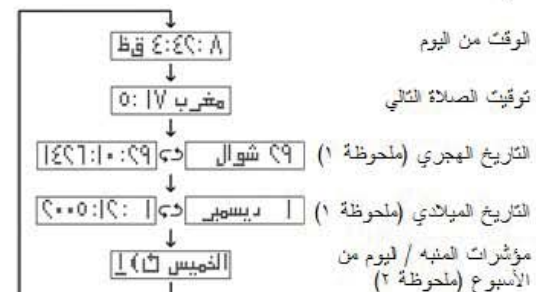 الوقت من اليوم
٤:٤٢: ٨ قظ
توقيت الصلاة التالي
مغرب ٥: ١٧
التاريخ الهجري (ملحوظة ١)
٢٩ شوال
١٤٢٦:١٠:٢٩
التاريخ الميلادي (ملحوظة ١)
١ ديسمبر
٢٠٠٥:١٢: ١
مؤشرات المنبه / اليوم من
الأسبوع (ملحوظة ٢)
الخميس